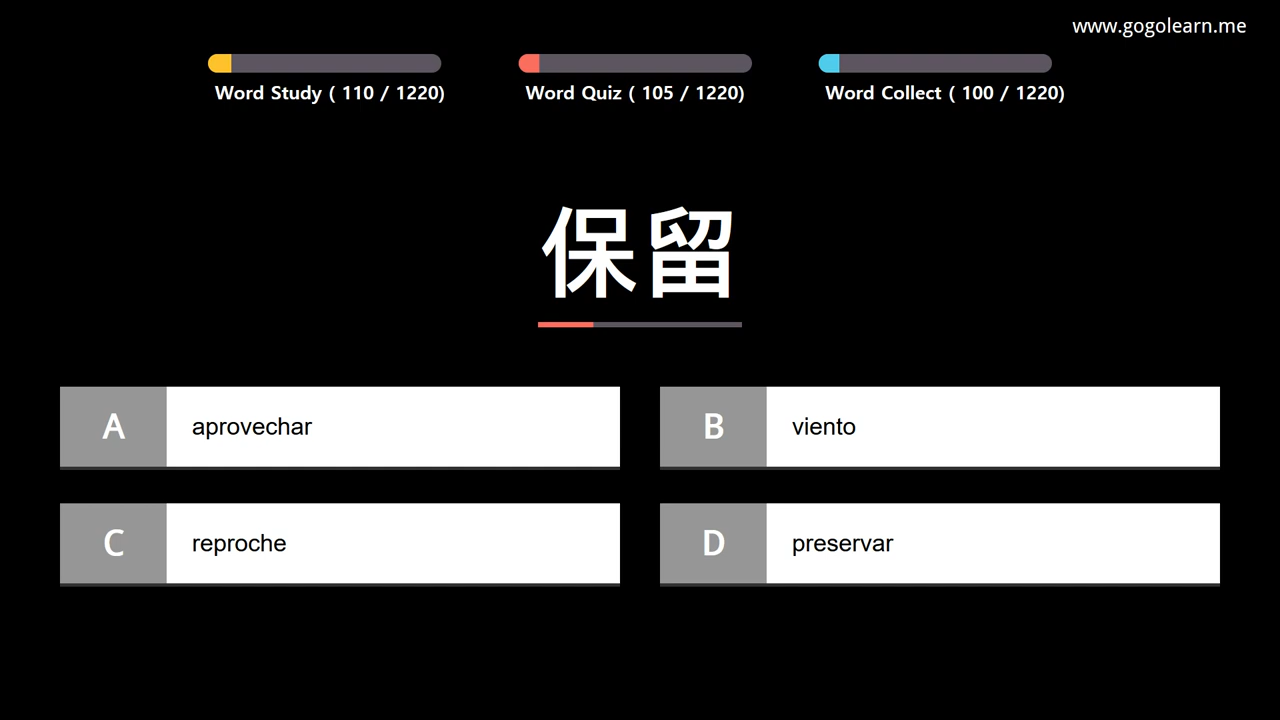 www.gogolearn.me
Word Study ( 110 / 1220)
Word Quiz ( 105 / 1220)
Word Collect ( 100 / 1220)
保留
A aprovechar
B viento
C reproche
D preservar